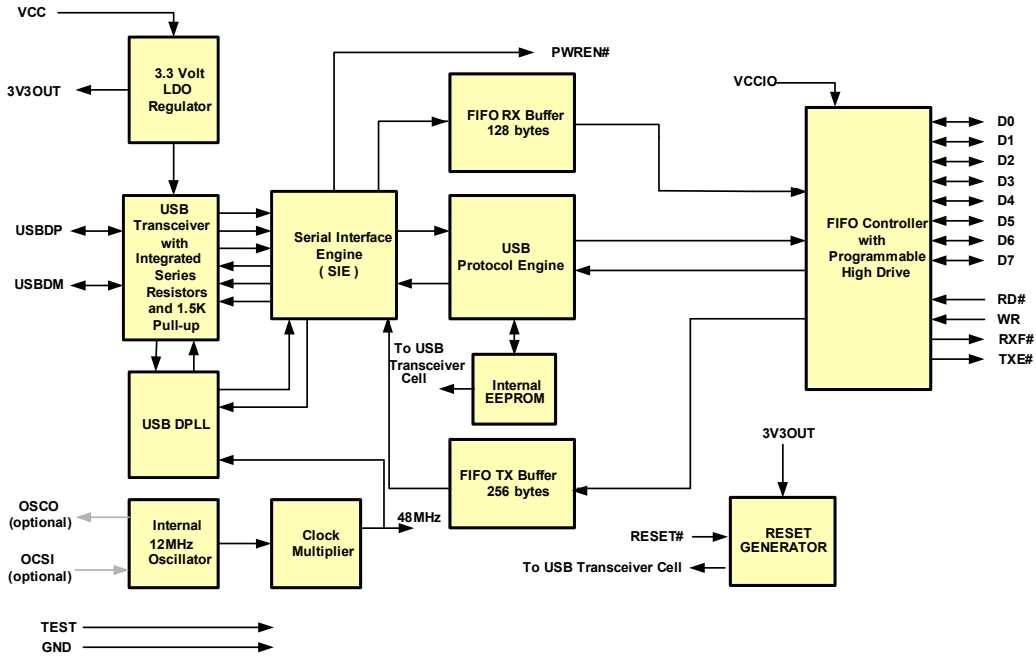 VCC
3V3OUT
3.3 Volt
LDO
Regulator
PWREN#
FIFO RX Buffer
128 bytes
VCCIO
USBDP
USBDM
USB
Transceiver
with
Integrated
Series
Resistors
and 1.5K
Pull-up
Serial Interface
Engine
( SIE )
USB
Protocol Engine
FIFO Controller
with
Programmable
High Drive
D0
D1
D2
D3
D4
D5
D6
D7
RD#
WR
RXF#
TXE#
To USB
Transceiver
Cell
Internal
EEPROM
USB DPLL
FIFO TX Buffer
256 bytes
3V3OUT
OSCO
(optional)
OCSI
(optional)
Internal
12MHz
Oscillator
Clock
Multiplier
48MHz
RESET#
RESET
GENERATOR
To USB Transceiver Cell
TEST
GND